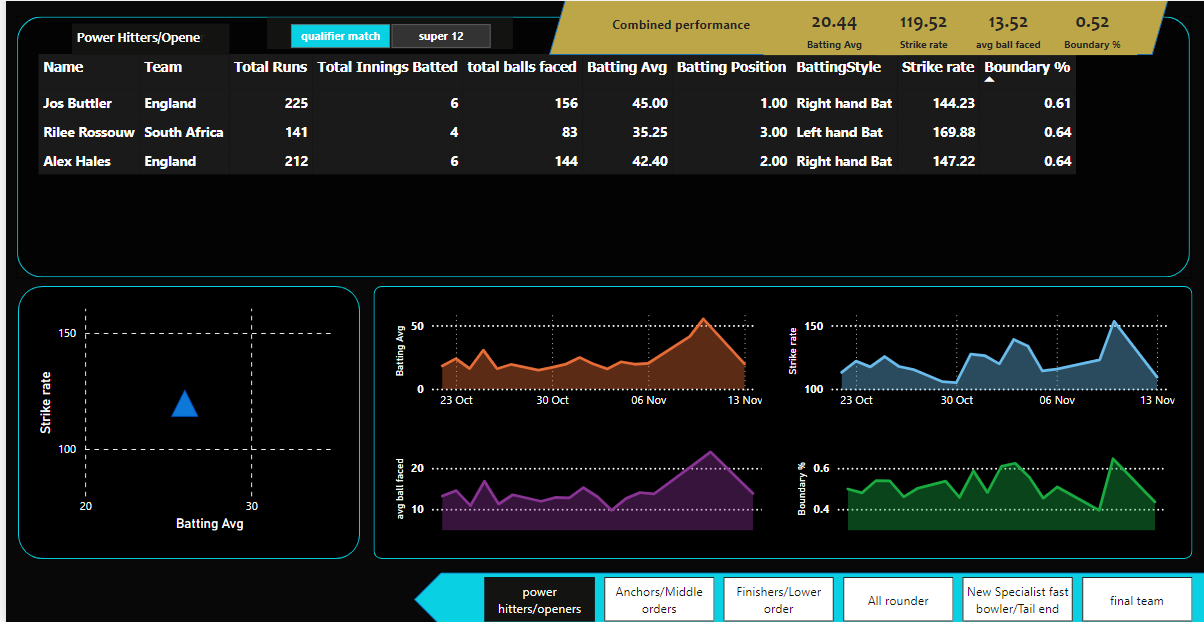 Power Hitters/Opene
qualifier match
super 12
Combined performance
20.44 119.52 13.52 0.52
Batting Avg Strike rate avg ball faced Boundary %
Name Team Total Runs Total Innings Batted total balls faced Batting Avg Batting Position BattingStyle Strike rate Boundary %
Jos Buttler England 225 6 156 45.00 1.00 Right hand Bat 144.23 0.61
Rilee Rossouw South Africa 141 4 83 35.25 3.00 Left hand Bat 169.88 0.64
Alex Hales England 212 6 144 42.40 2.00 Right hand Bat 147.22 0.64
Strike rate
150
100
20 30
Batting Avg
Batting Avg
50
0
23 Oct 30 Oct 06 Nov 13 Nov
Strike rate
150
100
23 Oct 30 Oct 06 Nov 13 Nov
avg ball faced
20
10
Boundary %
0.6
0.4
power
hitters/openers
Anchors/Middle
orders
Finishers/Lower
order
All rounder
New Specialist fast
bowler/Tail end
final team